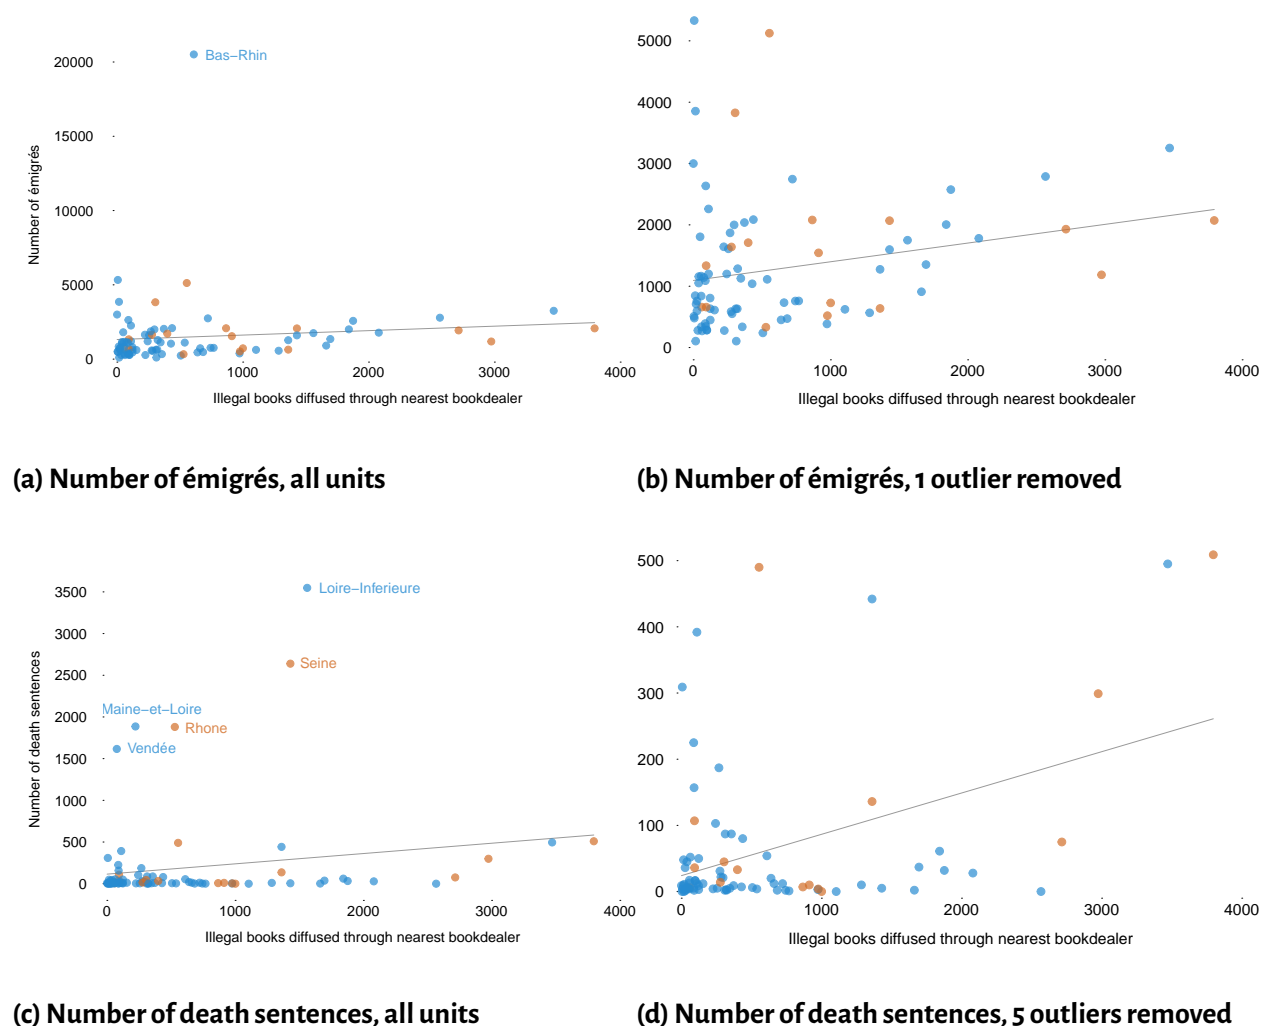 20000
15000
10000
5000
0
Number of émigrés
Bas−Rhin
0 1000 2000 3000 4000
Illegal books diffused through nearest bookdealer
(a) Number of émigrés, all units
5000
4000
3000
2000
1000
0
0 1000 2000 3000 4000
Illegal books diffused through nearest bookdealer
(b) Number of émigrés, 1 outlier removed
3500
3000
2500
2000
1500
1000
500
0
Number of death sentences
Loire−Inferieure
Seine
Maine−et−Loire
Rhone
Vendée
0 1000 2000 3000 4000
Illegal books diffused through nearest bookdealer
(c) Number of death sentences, all units
500
400
300
200
100
0
0 1000 2000 3000 4000
Illegal books diffused through nearest bookdealer
(d) Number of death sentences, 5 outliers removed